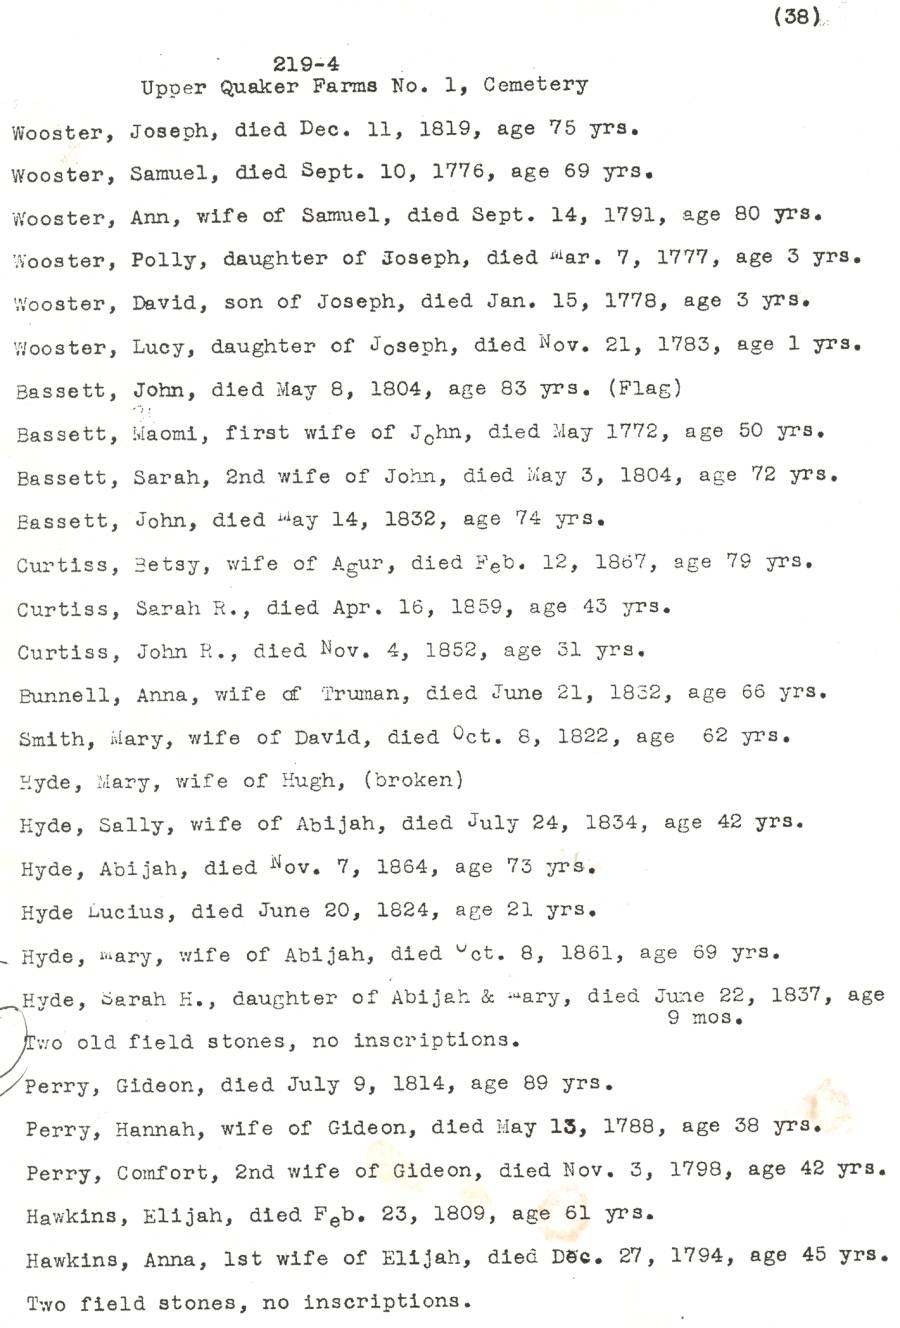 (38)
219-4
Upper Quaker Farms No. 1, Cemetery
Wooster, Joseph, died Dec. 11, 1819, age 75 yrs.
Wooster, Samuel, died Sept. 10, 1776, age 69 yrs.
Wooster, Ann, wife of Samuel, died Sept. 14, 1791, age 80 yrs.
Wooster, Polly, daughter of Joseph, died Mar. 7, 1777, age 3 yrs.
Wooster, David, son of Joseph, died Jan. 15, 1778, age 3 yrs.
Wooster, Lucy, daughter of Joseph, died Nov. 21, 1783, age 1 yrs.
Bassett, John, died May 8, 1804, age 83 yrs. (Flag)
Bassett, Maomi, first wife of John, died May 1772, age 50 yrs.
Bassett, Sarah, 2nd wife of John, died May 3, 1804, age 72 yrs.
Bassett, John, died May 14, 1832, age 74 yrs.
Curtiss, Betsy, wife of Agur, died Feb. 12, 1867, age 79 yrs.
Curtiss, Sarah R., died Apr. 16, 1859, age 43 yrs.
Curtiss, John R., died Nov. 4, 1852, age 31 yrs.
Bunnell, Anna, wife of Truman, died June 21, 1832, age 66 yrs.
Smith, Mary, wife of David, died Oct. 8, 1822, age 62 yrs.
Hyde, Mary, wife of Hugh, (broken)
Hyde, Sally, wife of Abijah, died July 24, 1834, age 42 yrs.
Hyde, Abijah, died Nov. 7, 1864, age 73 yrs.
Hyde Lucius, died June 20, 1824, age 21 yrs.
Hyde, Mary, wife of Abijah, died Oct. 8, 1861, age 69 yrs.
Hyde, Sarah H., daughter of Abijah & Mary, died June 22, 1837, age
9 mos.
Two old field stones, no inscriptions.
Perry, Gideon, died July 9, 1814, age 89 yrs.
Perry, Hannah, wife of Gideon, died May 13, 1788, age 38 yrs.
Perry, Comfort, 2nd wife of Gideon, died Nov. 3, 1798, age 42 yrs.
Hawkins, Elijah, died Feb. 23, 1809, age 61 yrs.
Hawkins, Anna, 1st wife of Elijah, died Dec. 27, 1794, age 45 yrs.
Two field stones, no inscriptions.